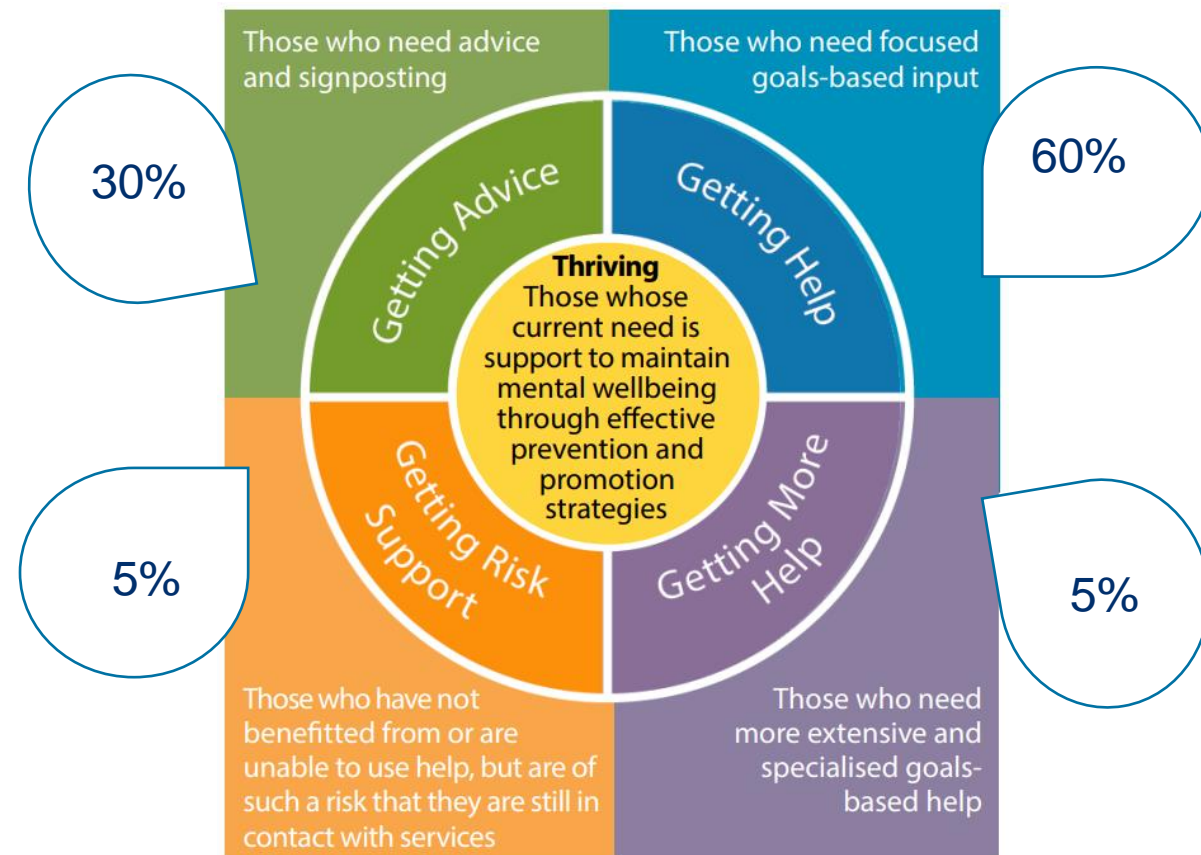 Those who need advice
and signposting
Those who need focused
goals-based input
30%
60%
Getting Advice
Getting Help
Thriving
Those whose
current need is
support to maintain
mental wellbeing
through effective
prevention and
promotion
strategies
Getting Risk
Support
Getting More
Help
5%
5%
Those who have not
benefitted from or are
unable to use help, but are of
such a risk that they are still in
contact with services
Those who need
more extensive and
specialised goals-
based help